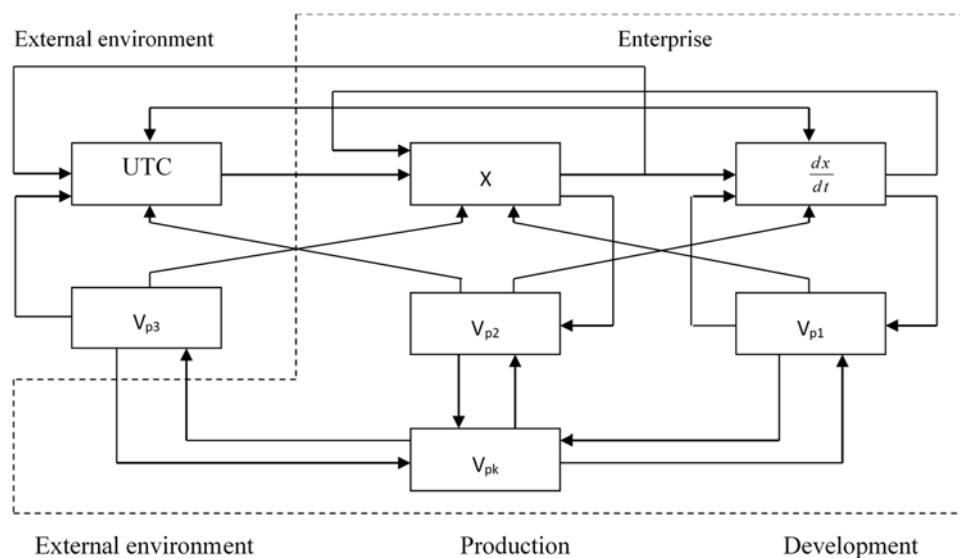 External environment
Enterprise
UTC
X
dx
dt
Vp3
Vp2
Vp1
Vpk
External environment
Production
Development